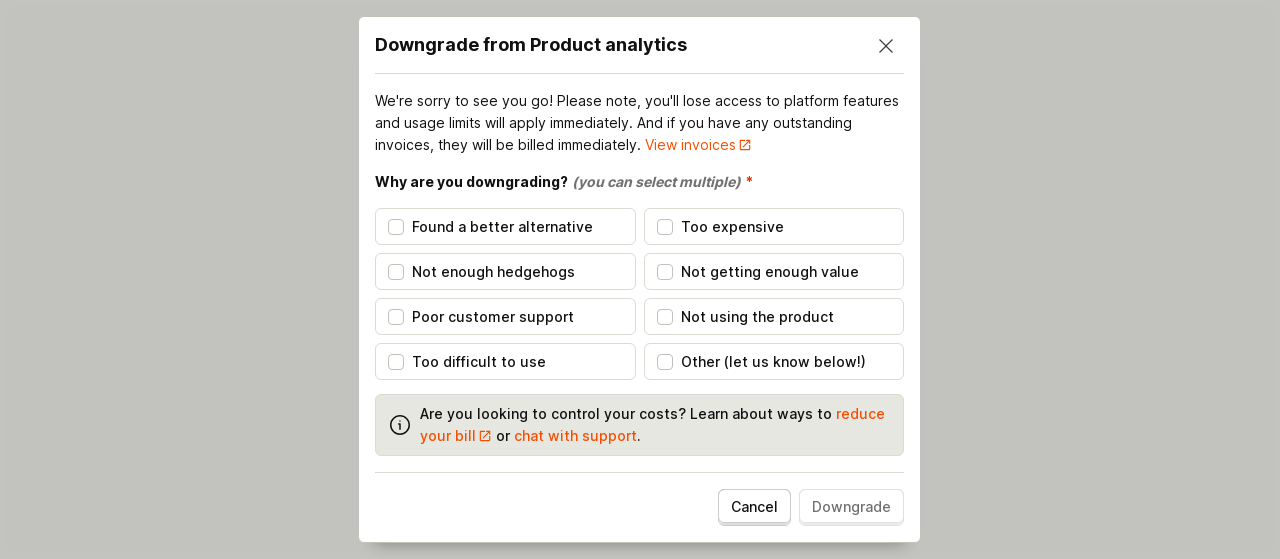 Downgrade from Product analytics
We're sorry to see you go! Please note, you'll lose access to platform features
and usage limits will apply immediately. And if you have any outstanding
invoices, they will be billed immediately. View invoices
Why are you downgrading? (you can select multiple) *
Found a better alternative
Too expensive
Not enough hedgehogs
Not getting enough value
Poor customer support
Not using the product
Too difficult to use
Other (let us know below!)
Are you looking to control your costs? Learn about ways to reduce
your bill or chat with support.
Cancel
Downgrade